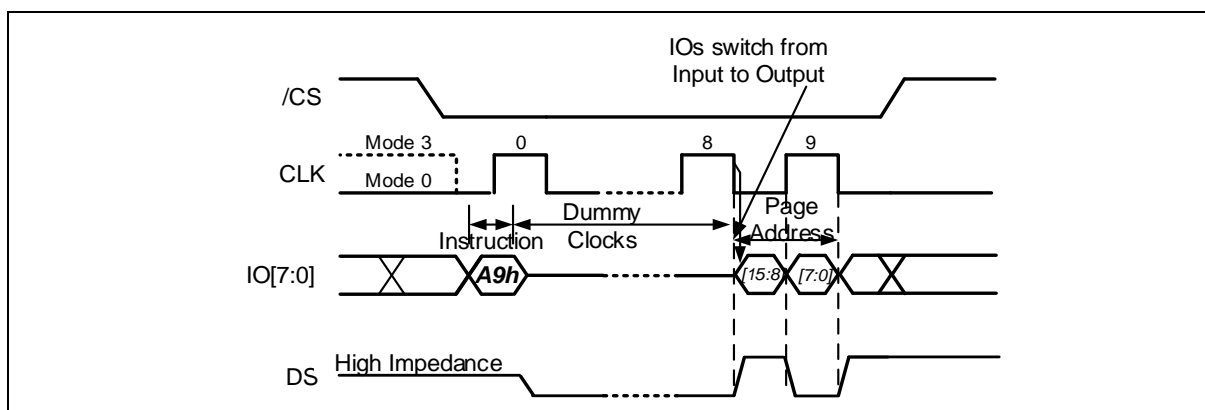 IOs switch from
Input to Output
/CS
Mode 3
0
8
9
CLK
Mode 0
Dummy
Page
Instruction
Clocks
Address
IO[7:0]
A9h
[15:8]
[7:0]
High Impedance
DS